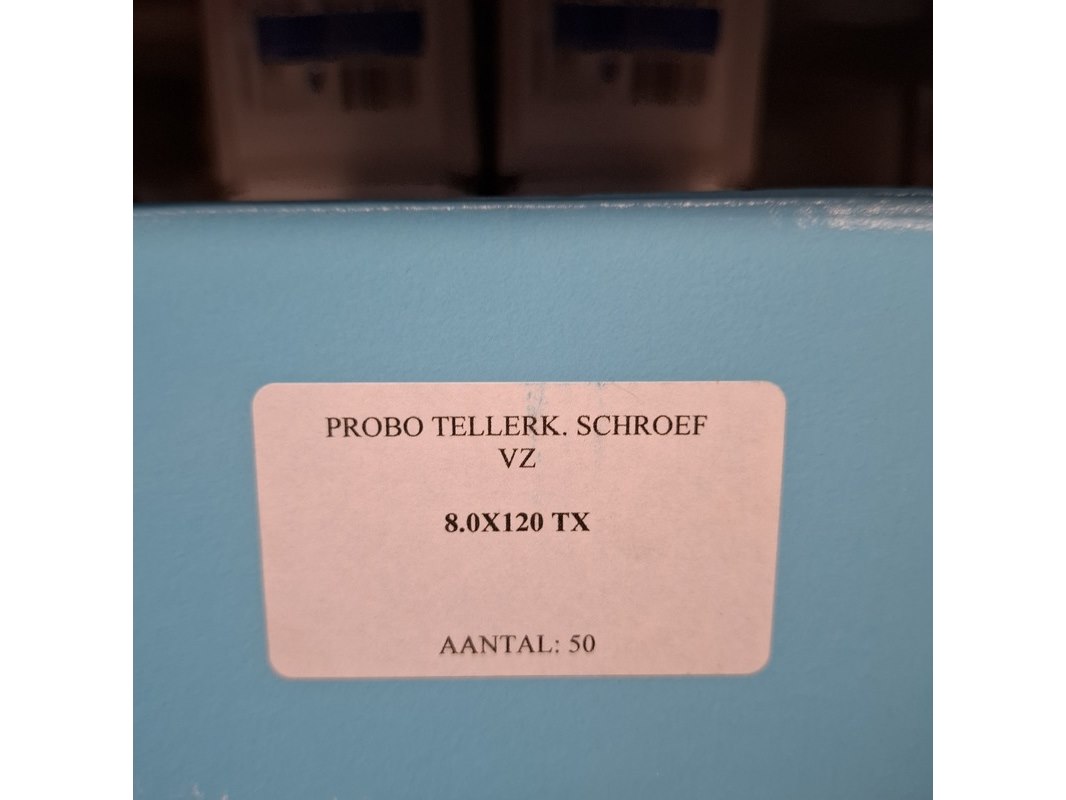 PROBO TELLERK. SCHROEF
VZ
8.0X120 TX
AANTAL: 50